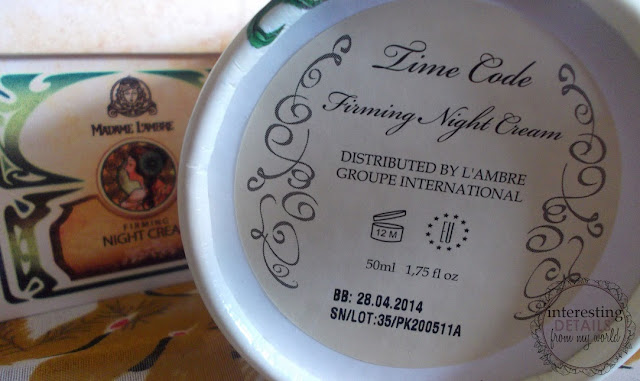 MADAME L'AMBRE
FIRMING
NIGHT CREA
Time Code
Firming Night Cream
DISTRIBUTED BY L'AMBRE
GROUPE INTERNATIONAL
12 M
EU
50ml 1,75 fl oz
BB: 28.04.2014
SN/LOT:35/PK200511A
interesting
DETAILS
from my world